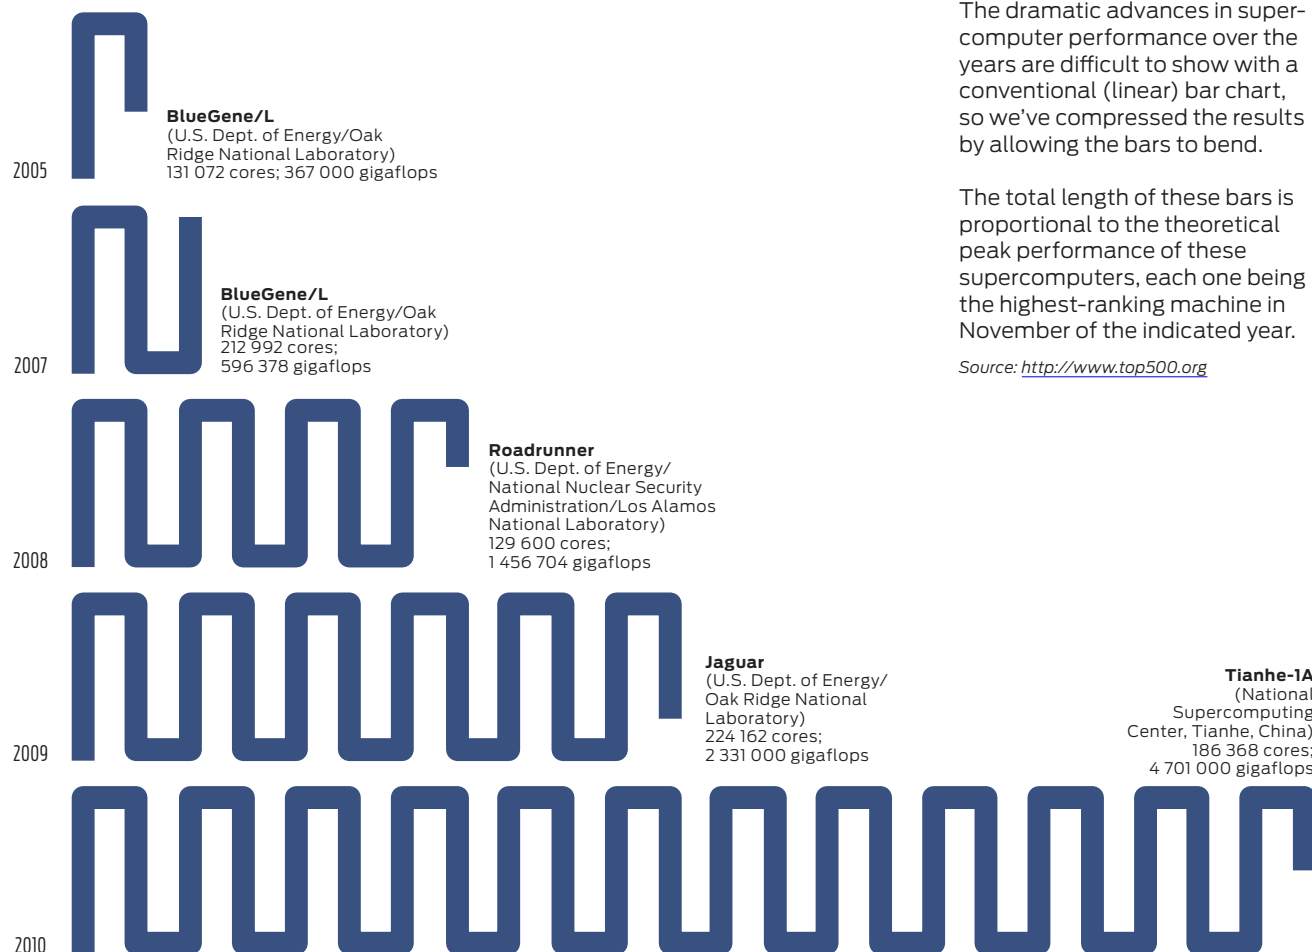 The dramatic advances in super-
computer performance over the
years are difficult to show with a
conventional (linear) bar chart,
so we've compressed the results
by allowing the bars to bend.
The total length of these bars is
proportional to the theoretical
peak performance of these
supercomputers, each one being
the highest-ranking machine in
November of the indicated year.
Source: http://www.top500.org
2005
BlueGene/L
(U.S. Dept. of Energy/Oak
Ridge National Laboratory)
131 072 cores; 367 000 gigaflops
2007
BlueGene/L
(U.S. Dept. of Energy/Oak
Ridge National Laboratory)
212 992 cores;
596 378 gigaflops
2008
Roadrunner
(U.S. Dept. of Energy/
National Nuclear Security
Administration/Los Alamos
National Laboratory)
129 600 cores;
1 456 704 gigaflops
2009
Jaguar
(U.S. Dept. of Energy/
Oak Ridge National
Laboratory)
224 162 cores;
2 331 000 gigaflops
2010
Tianhe-1A
(National
Supercomputing
Center, Tianhe, China)
186 368 cores;
4 701 000 gigaflops